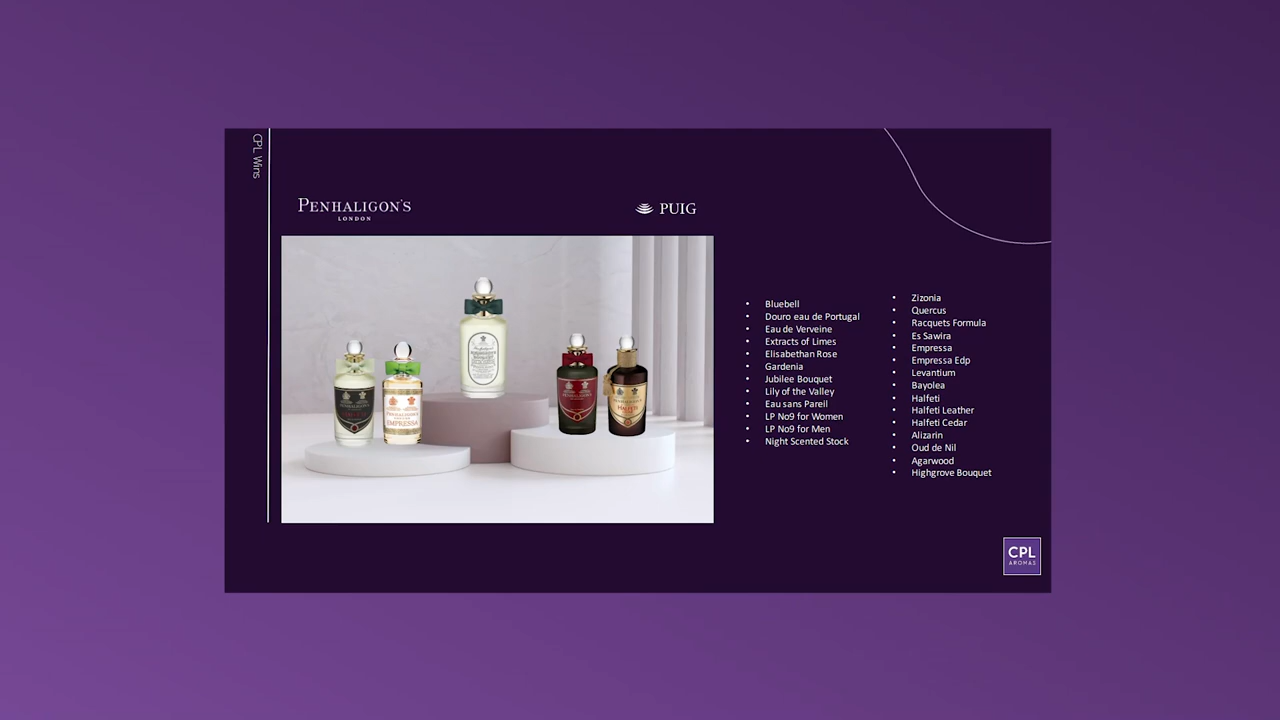 CPL Wins
PENHALIGON'S
LONDON
PUIG
• Bluebell
• Douro eau de Portugal
• Eau de Verveine
• Extracts of Limes
• Elisabethan Rose
• Gardenia
• Jubilee Bouquet
• Lily of the Valley
• Eau sans Pareil
• LP No9 for Women
• LP No9 for Men
• Night Scented Stock
• Zizonia
• Quercus
• Racquets Formula
• Es Sawira
• Empressa
• Empressa Edp
• Levantium
• Bayolea
• Halfeti
• Halfeti Leather
• Halfeti Cedar
• Alizarin
• Oud de Nil
• Agarwood
• Highgrove Bouquet
EMPRESSA
HALFETI
CPL
AROMAS